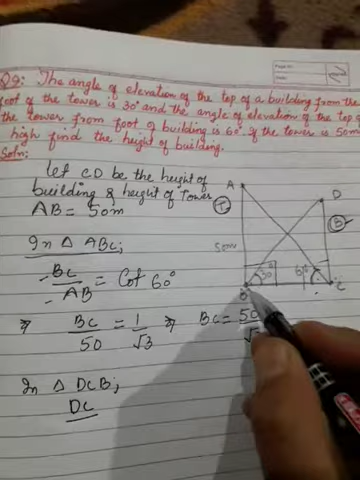 Q9: The angle of elevation of the top of a building from the
foot of the tower is 30° and the angle of elevation of the top of
the tower from foot of building is 60°. If the tower is 50m
high find the height of building.
Soln:
Let CD be the height of
building & height of Tower
AB = 50m
In △ ABC;
BC/AB = Cot 60°
⇒ BC/50 = 1/√3 ⇒ BC = 50/√
In △ DCB;
DC
A
D
T
B
50m
30°
60°
B
C